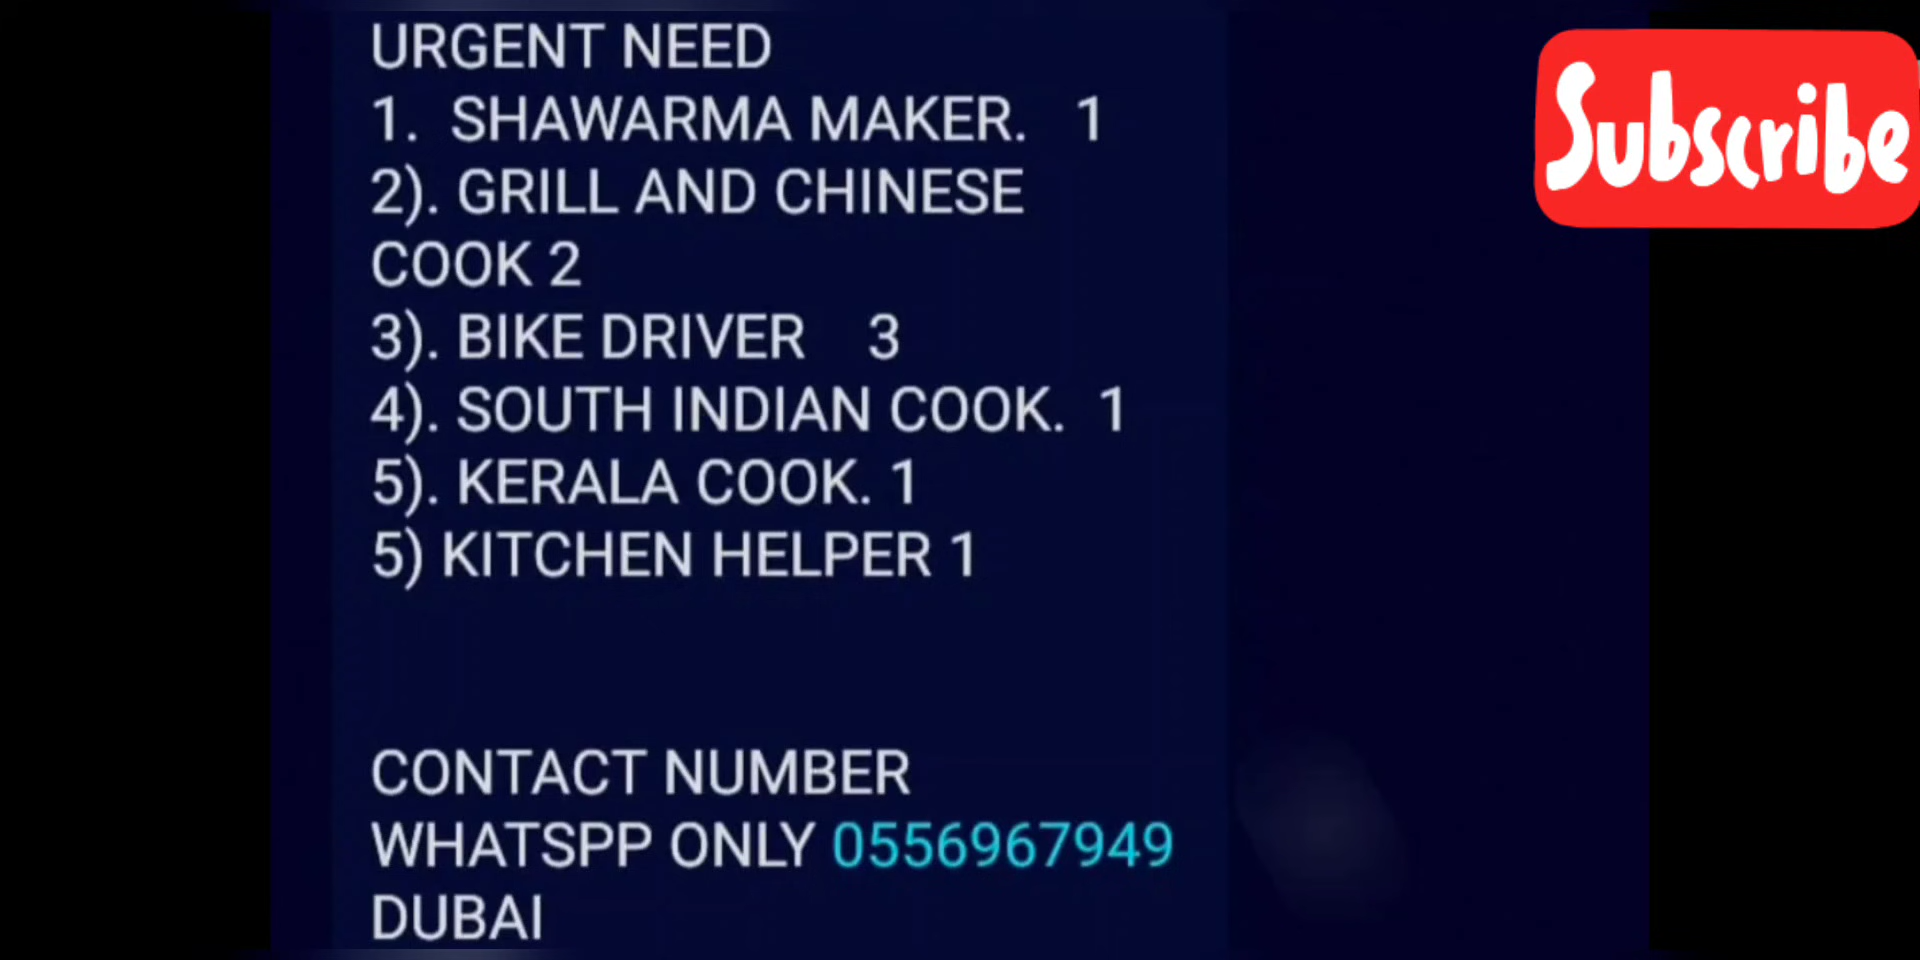 URGENT NEED
1. SHAWARMA MAKER. 1
2). GRILL AND CHINESE
COOK 2
3). BIKE DRIVER 3
4). SOUTH INDIAN COOK. 1
5). KERALA COOK. 1
5) KITCHEN HELPER 1
CONTACT NUMBER
WHATSPP ONLY 0556967949
DUBAI
Subscribe